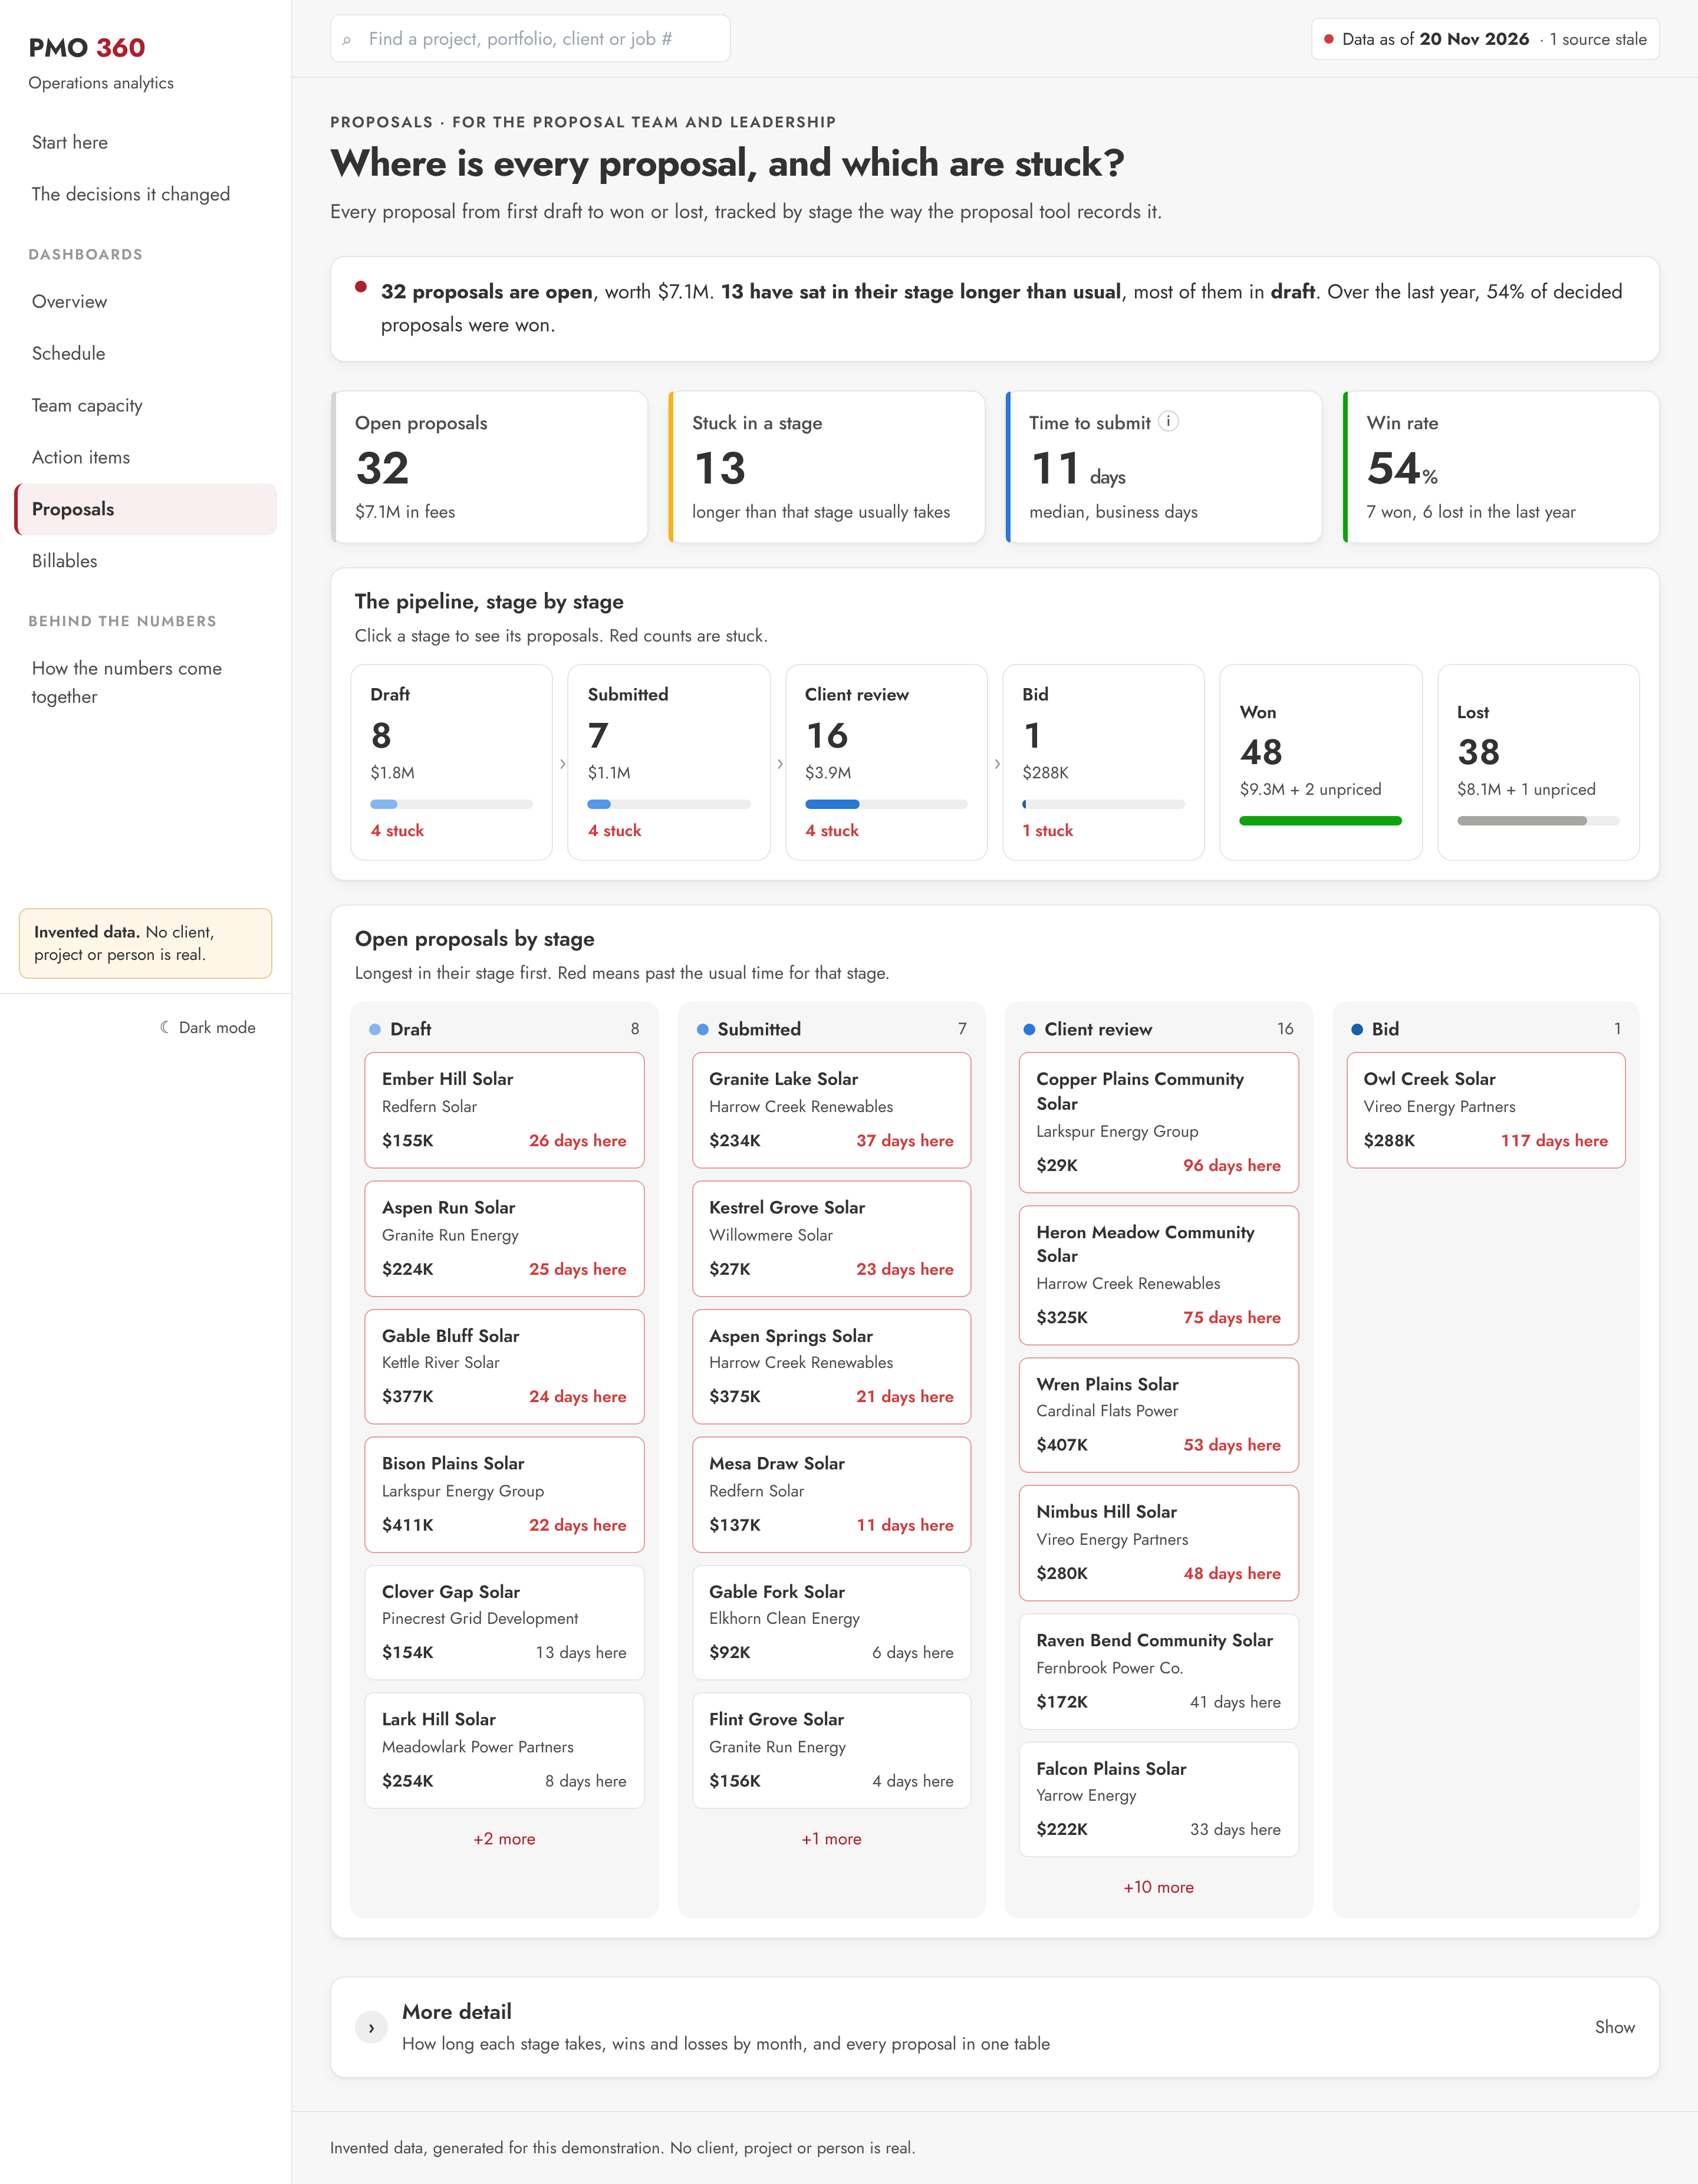 PMO 360
Operations analytics
Start here
The decisions it changed
DASHBOARDS
Overview
Schedule
Team capacity
Action items
Proposals
Billables
BEHIND THE NUMBERS
How the numbers come
together
Invented data. No client,
project or person is real.
☾ Dark mode
Find a project, portfolio, client or job #
Data as of 20 Nov 2026 · 1 source stale
PROPOSALS · FOR THE PROPOSAL TEAM AND LEADERSHIP
Where is every proposal, and which are stuck?
Every proposal from first draft to won or lost, tracked by stage the way the proposal tool records it.
32 proposals are open, worth $7.1M. 13 have sat in their stage longer than usual, most of them in draft. Over the last year, 54% of decided
proposals were won.
Open proposals
32
$7.1M in fees
Stuck in a stage
13
longer than that stage usually takes
Time to submit i
11 days
median, business days
Win rate
54%
7 won, 6 lost in the last year
The pipeline, stage by stage
Click a stage to see its proposals. Red counts are stuck.
Draft
8
$1.8M
4 stuck
›
Submitted
7
$1.1M
4 stuck
›
Client review
16
$3.9M
4 stuck
›
Bid
1
$288K
1 stuck
Won
48
$9.3M + 2 unpriced
Lost
38
$8.1M + 1 unpriced
Open proposals by stage
Longest in their stage first. Red means past the usual time for that stage.
Draft 8
Ember Hill Solar
Redfern Solar
$155K 26 days here
Aspen Run Solar
Granite Run Energy
$224K 25 days here
Gable Bluff Solar
Kettle River Solar
$377K 24 days here
Bison Plains Solar
Larkspur Energy Group
$411K 22 days here
Clover Gap Solar
Pinecrest Grid Development
$154K 13 days here
Lark Hill Solar
Meadowlark Power Partners
$254K 8 days here
+2 more
Submitted 7
Granite Lake Solar
Harrow Creek Renewables
$234K 37 days here
Kestrel Grove Solar
Willowmere Solar
$27K 23 days here
Aspen Springs Solar
Harrow Creek Renewables
$375K 21 days here
Mesa Draw Solar
Redfern Solar
$137K 11 days here
Gable Fork Solar
Elkhorn Clean Energy
$92K 6 days here
Flint Grove Solar
Granite Run Energy
$156K 4 days here
+1 more
Client review 16
Copper Plains Community
Solar
Larkspur Energy Group
$29K 96 days here
Heron Meadow Community
Solar
Harrow Creek Renewables
$325K 75 days here
Wren Plains Solar
Cardinal Flats Power
$407K 53 days here
Nimbus Hill Solar
Vireo Energy Partners
$280K 48 days here
Raven Bend Community Solar
Fernbrook Power Co.
$172K 41 days here
Falcon Plains Solar
Yarrow Energy
$222K 33 days here
+10 more
Bid 1
Owl Creek Solar
Vireo Energy Partners
$288K 117 days here
› More detail
How long each stage takes, wins and losses by month, and every proposal in one table
Show
Invented data, generated for this demonstration. No client, project or person is real.